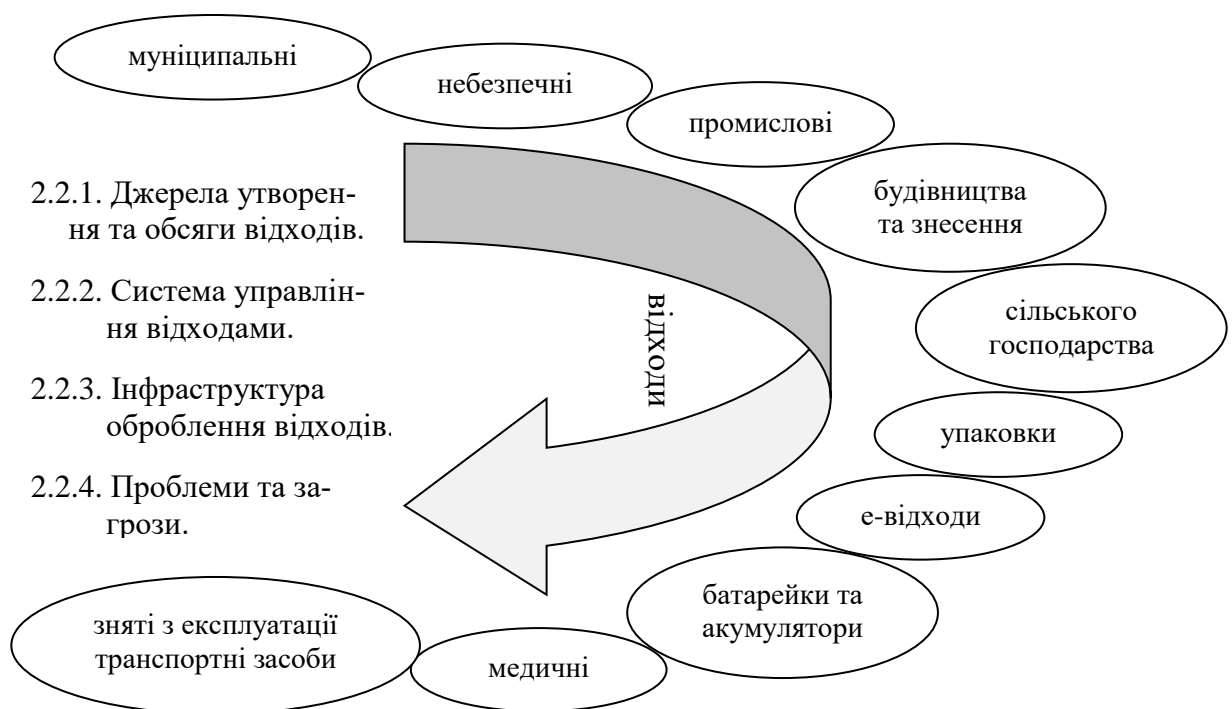 муніципальні
небезпечні
промислові
будівництва
та знесення
сільського
господарства
упаковки
е-відходи
батарейки та
акумулятори
медичні
зняті з експлуатації
транспортні засоби
відходи
2.2.1. Джерела утворен-
ня та обсяги відходів.
2.2.2. Система управлін-
ня відходами.
2.2.3. Інфраструктура
оброблення відходів.
2.2.4. Проблеми та за-
грози.